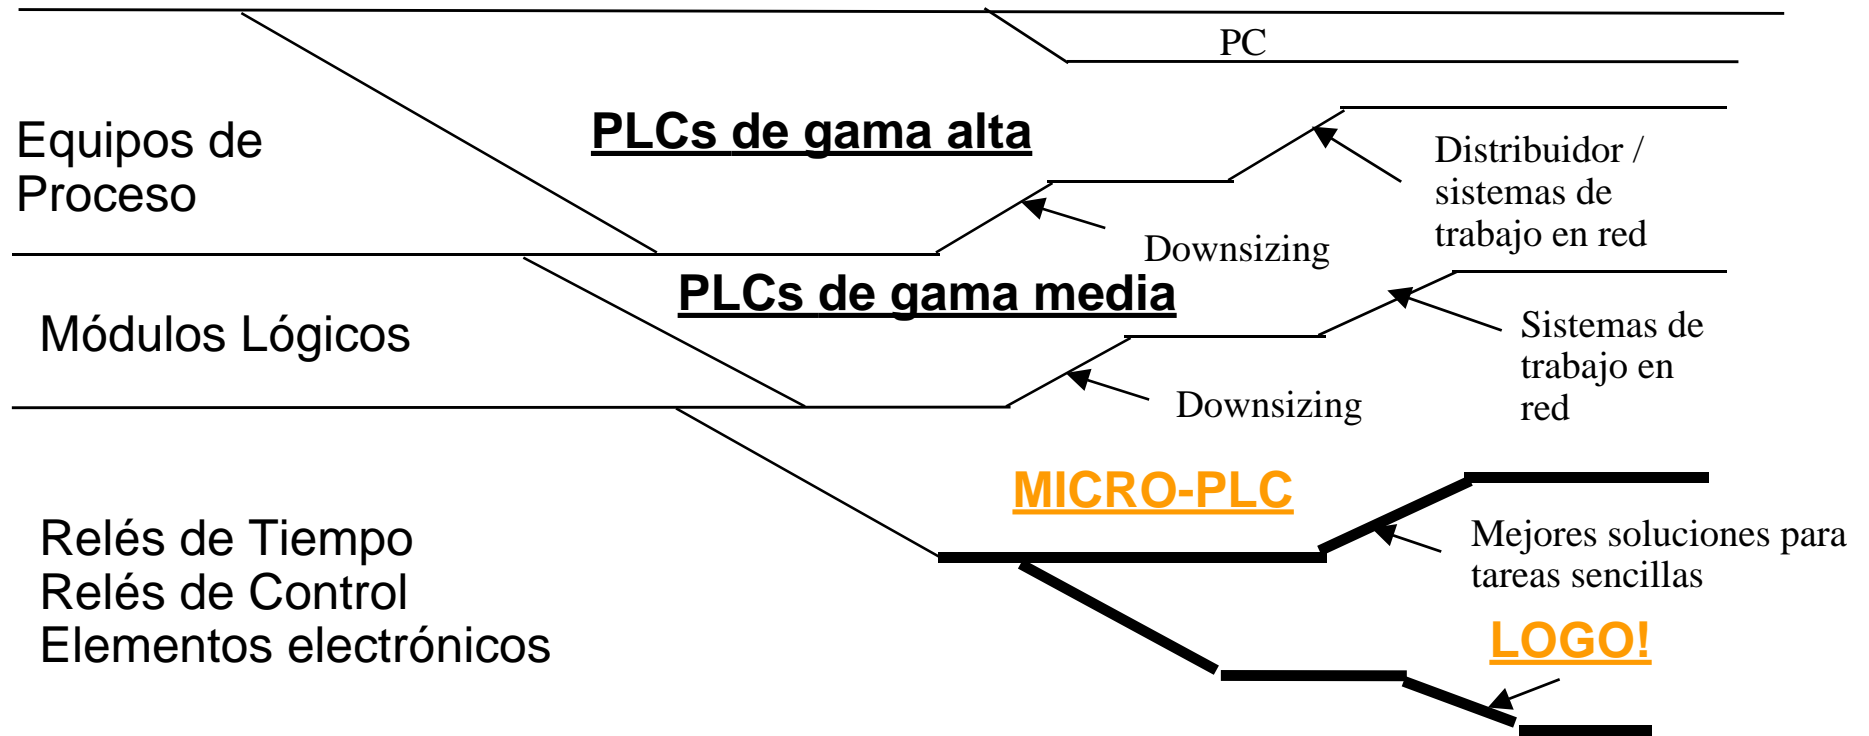 PC
Equipos de
Proceso
PLCs de gama alta
Distribuidor /
sistemas de
trabajo en red
Downsizing
PLCs de gama media
Módulos Lógicos
Sistemas de
trabajo en
red
Downsizing
MICRO-PLC
Relés de Tiempo
Relés de Control
Elementos electrónicos
Mejores soluciones para
tareas sencillas
LOGO!